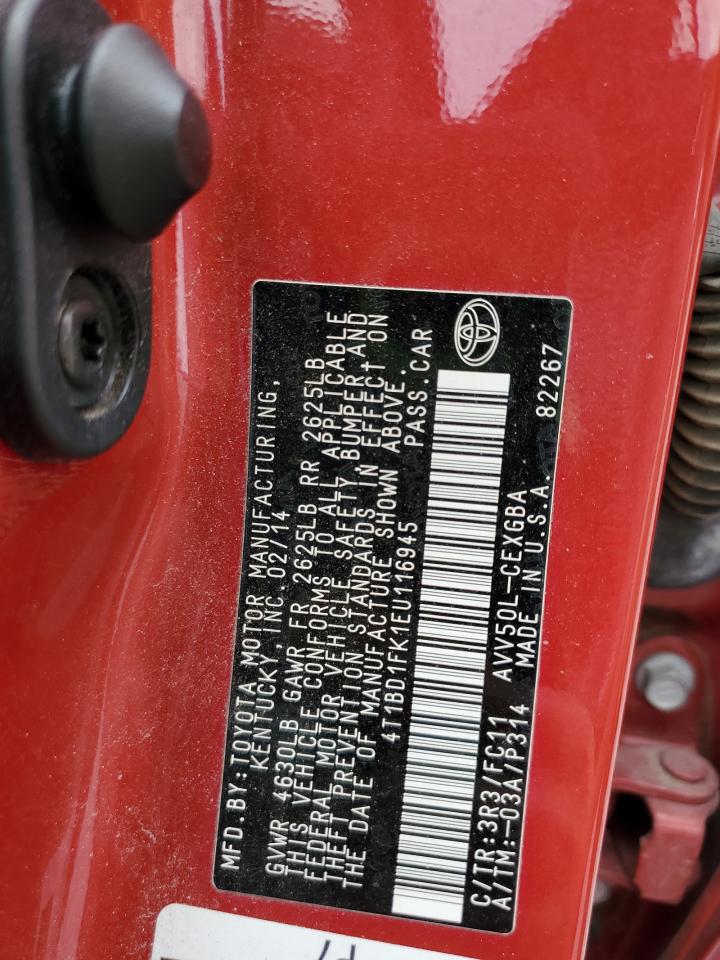 MFD.BY:TOYOTA MOTOR MANUFACTURING,
KENTUCKY,INC. 02/14
GVWR 4630LB GAWR FR 2625LB RR 2625LB
THIS VEHICLE CONFORMS TO ALL APPLICABLE
FEDERAL MOTOR VEHICLE SAFETY,BUMPER,AND
THEFT PREVENTION STANDARDS IN EFFECT ON
THE DATE OF MANUFACTURE SHOWN ABOVE.
4T1BD1FK1EU116945 PASS.CAR
C/TR:3R3/FC11 AVV50L-CEXGBA
A/TM:-03A/P314 MADE IN U.S.A. 82267